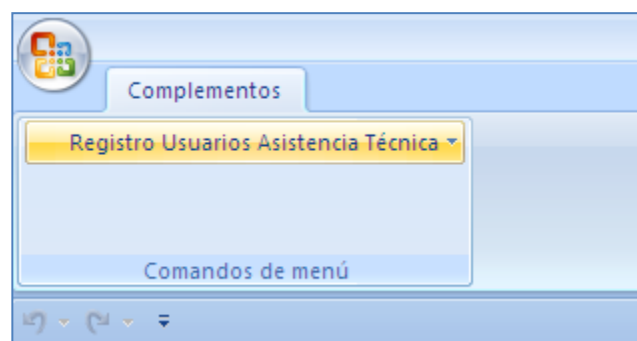 Complementos
Registro Usuarios Asistencia Técnica
Comandos de menú